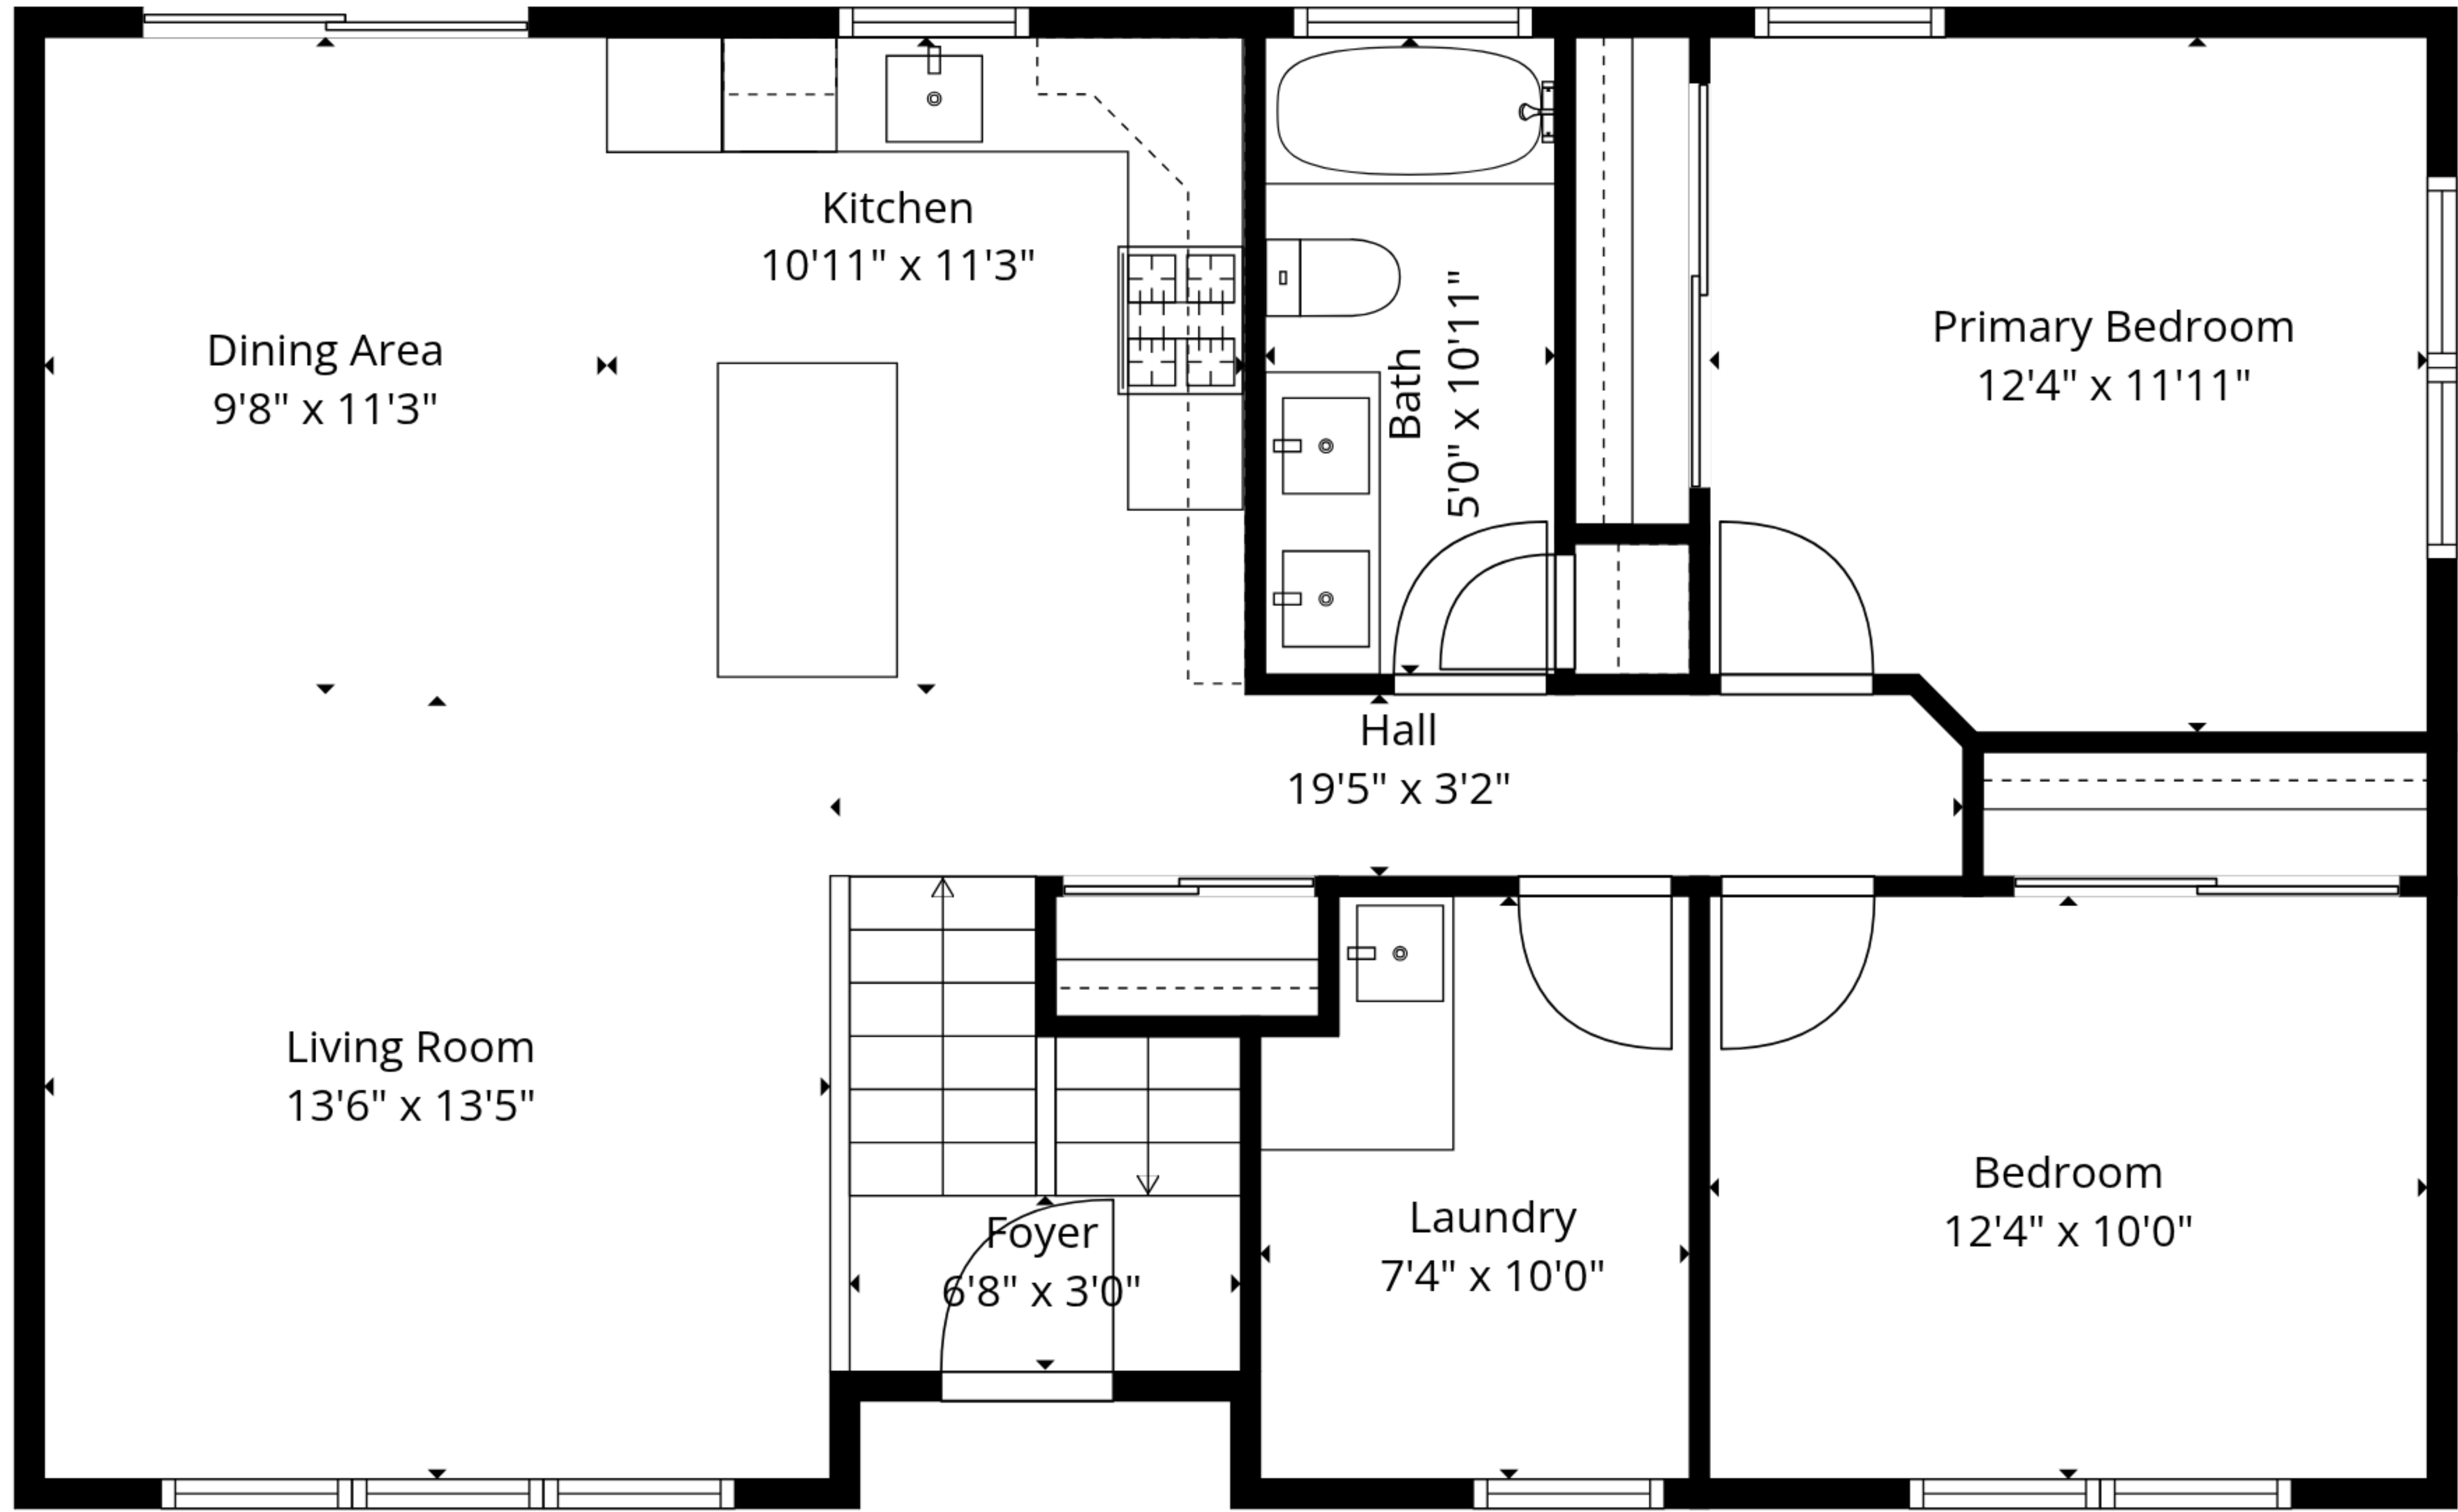 Kitchen
10'11" x 11'3"
Dining Area
9'8" x 11'3"
Bath
5'0" x 10'11"
Primary Bedroom
12'4" x 11'11"
Hall
19'5" x 3'2"
Living Room
13'6" x 13'5"
Foyer
6'8" x 3'0"
Laundry
7'4" x 10'0"
Bedroom
12'4" x 10'0"